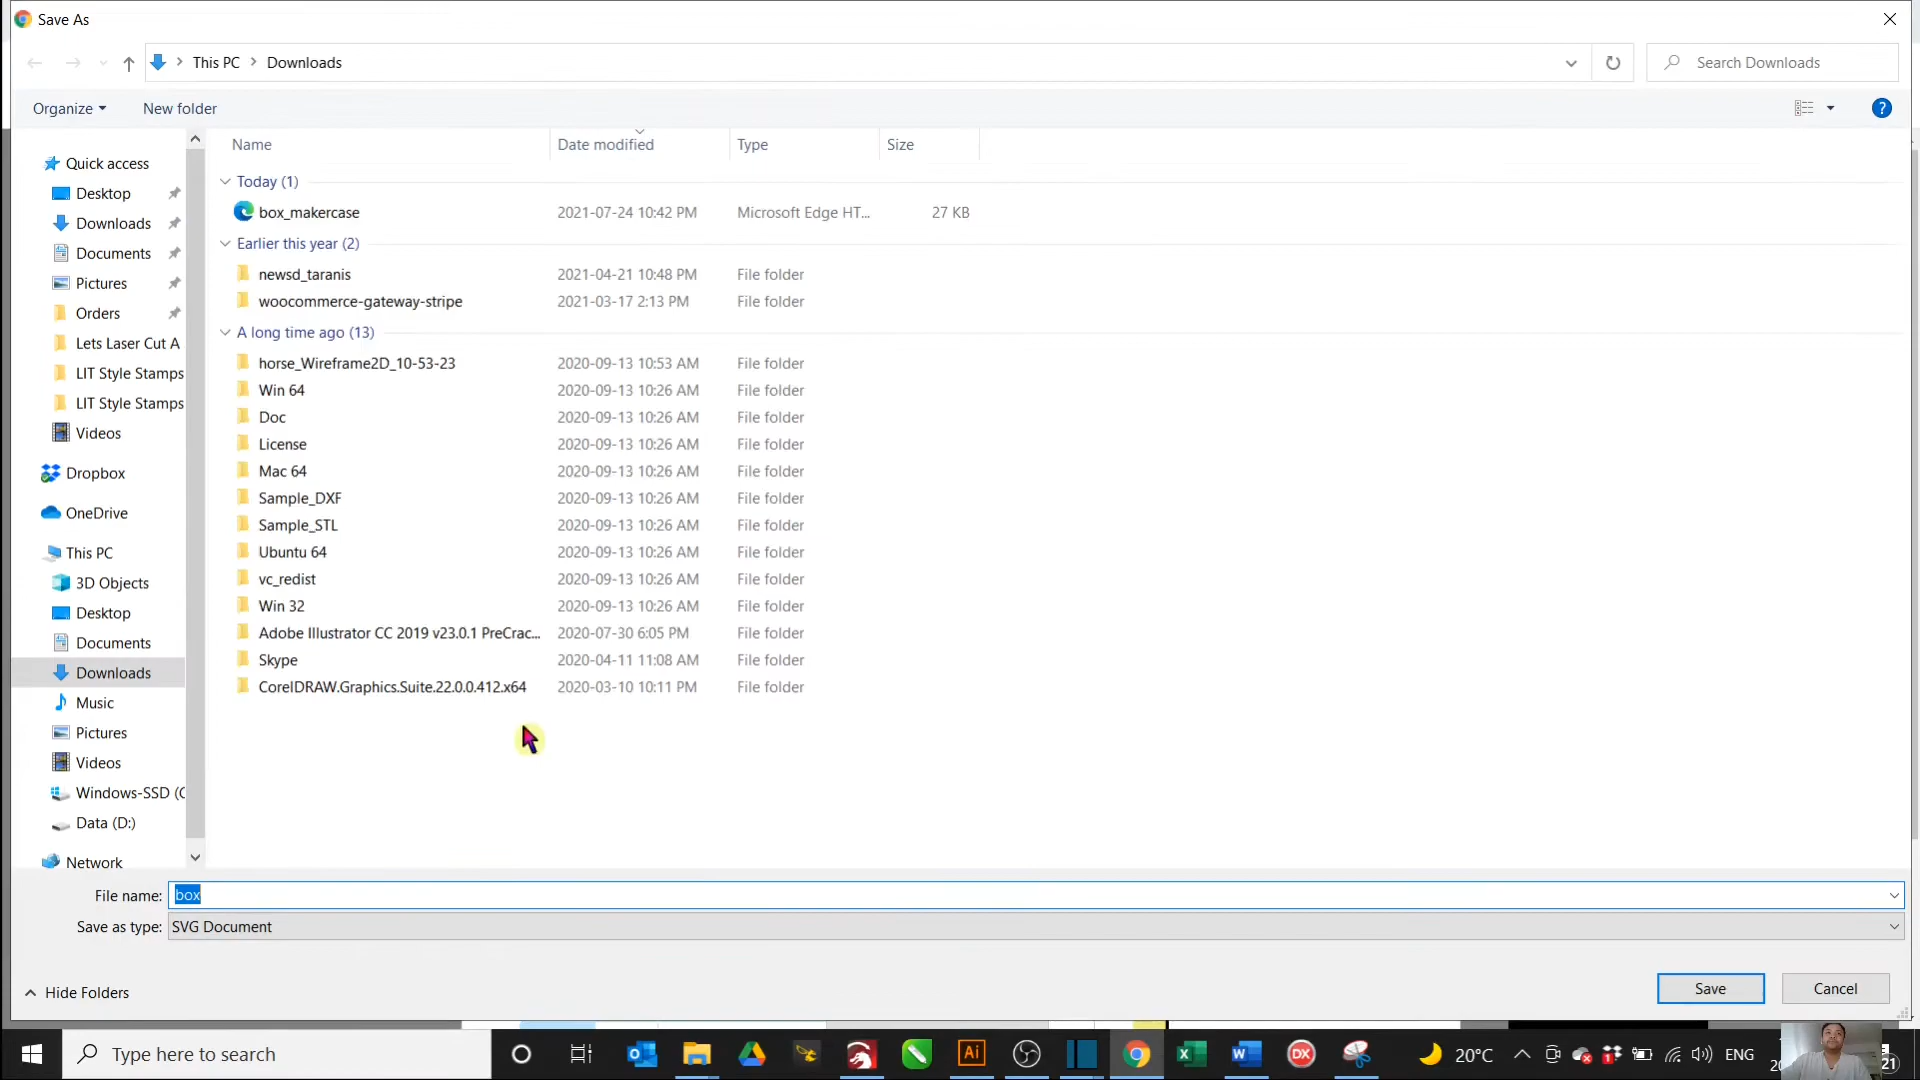 Save As
This PC > Downloads
Search Downloads
Organize
New folder
Name
Date modified
Type
Size
Today (1)
box_makercase 2021-07-24 10:42 PM Microsoft Edge HT... 27 KB
Earlier this year (2)
newsd_taranis 2021-04-21 10:48 PM File folder
woocommerce-gateway-stripe 2021-03-17 2:13 PM File folder
A long time ago (13)
horse_Wireframe2D_10-53-23 2020-09-13 10:53 AM File folder
Win 64 2020-09-13 10:26 AM File folder
Doc 2020-09-13 10:26 AM File folder
License 2020-09-13 10:26 AM File folder
Mac 64 2020-09-13 10:26 AM File folder
Sample_DXF 2020-09-13 10:26 AM File folder
Sample_STL 2020-09-13 10:26 AM File folder
Ubuntu 64 2020-09-13 10:26 AM File folder
vc_redist 2020-09-13 10:26 AM File folder
Win 32 2020-09-13 10:26 AM File folder
Adobe Illustrator CC 2019 v23.0.1 PreCrac... 2020-07-30 6:05 PM File folder
Skype 2020-04-11 11:08 AM File folder
CorelDRAW.Graphics.Suite.22.0.0.412.x64 2020-03-10 10:11 PM File folder
Quick access
Desktop
Downloads
Documents
Pictures
Orders
Lets Laser Cut A
LIT Style Stamps
LIT Style Stamps
Videos
Dropbox
OneDrive
This PC
3D Objects
Desktop
Documents
Downloads
Music
Pictures
Videos
Windows-SSD (C
Data (D:)
Network
File name: box
Save as type: SVG Document
Hide Folders
Save
Cancel
Type here to search
Ai
DX
20°C
ENG
21